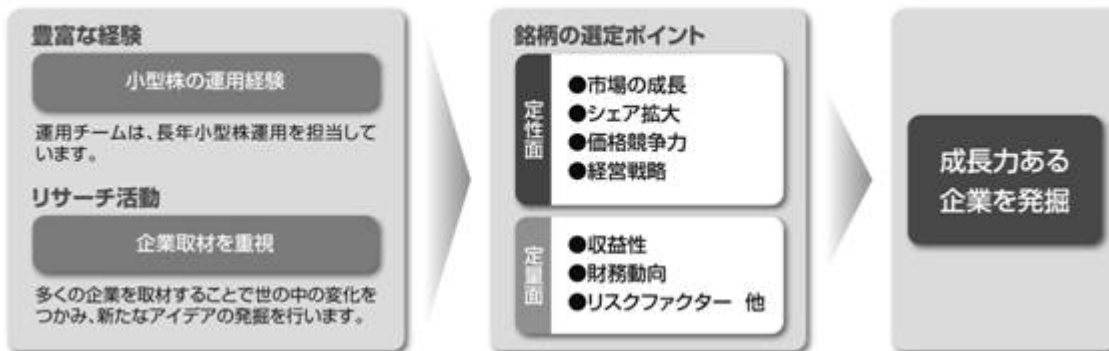 豊富な経験
小型株の運用経験
運用チームは、長年小型株運用を担当して
います。
リサーチ活動
企業取材を重視
多くの企業を取材することで世の中の変化を
つかみ、新たなアイデアの発掘を行います。
銘柄の選定ポイント
定性面
●市場の成長
●シェア拡大
●価格競争力
●経営戦略
定量面
●収益性
●財務動向
●リスクファクター 他
成長力ある
企業を発掘